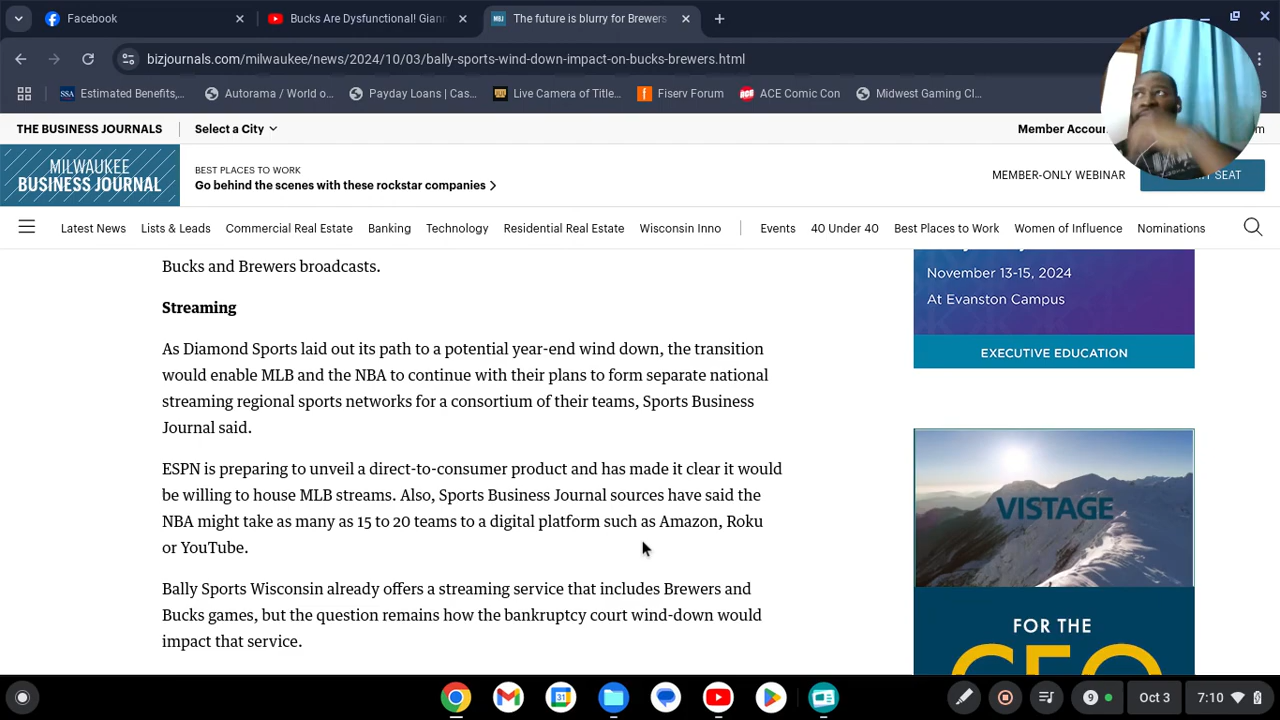 Facebook
Bucks Are Dysfunctional! Giann
The future is blurry for Brewers
bizjournals.com/milwaukee/news/2024/10/03/bally-sports-wind-down-impact-on-bucks-brewers.html
Estimated Benefits,...
Autorama / World o...
Payday Loans | Cas...
Live Camera of Title...
Fiserv Forum
ACE Comic Con
Midwest Gaming Cl...
THE BUSINESS JOURNALS
Select a City
Member Accou
MILWAUKEE
BUSINESS JOURNAL
BEST PLACES TO WORK
Go behind the scenes with these rockstar companies
MEMBER-ONLY WEBINAR
SEAT
Latest News
Lists & Leads
Commercial Real Estate
Banking
Technology
Residential Real Estate
Wisconsin Inno
Events
40 Under 40
Best Places to Work
Women of Influence
Nominations
Bucks and Brewers broadcasts.
Streaming
As Diamond Sports laid out its path to a potential year-end wind down, the transition
would enable MLB and the NBA to continue with their plans to form separate national
streaming regional sports networks for a consortium of their teams, Sports Business
Journal said.
ESPN is preparing to unveil a direct-to-consumer product and has made it clear it would
be willing to house MLB streams. Also, Sports Business Journal sources have said the
NBA might take as many as 15 to 20 teams to a digital platform such as Amazon, Roku
or YouTube.
Bally Sports Wisconsin already offers a streaming service that includes Brewers and
Bucks games, but the question remains how the bankruptcy court wind-down would
impact that service.
November 13-15, 2024
At Evanston Campus
EXECUTIVE EDUCATION
VISTAGE
FOR THE
CEO
9
Oct 3
7:10